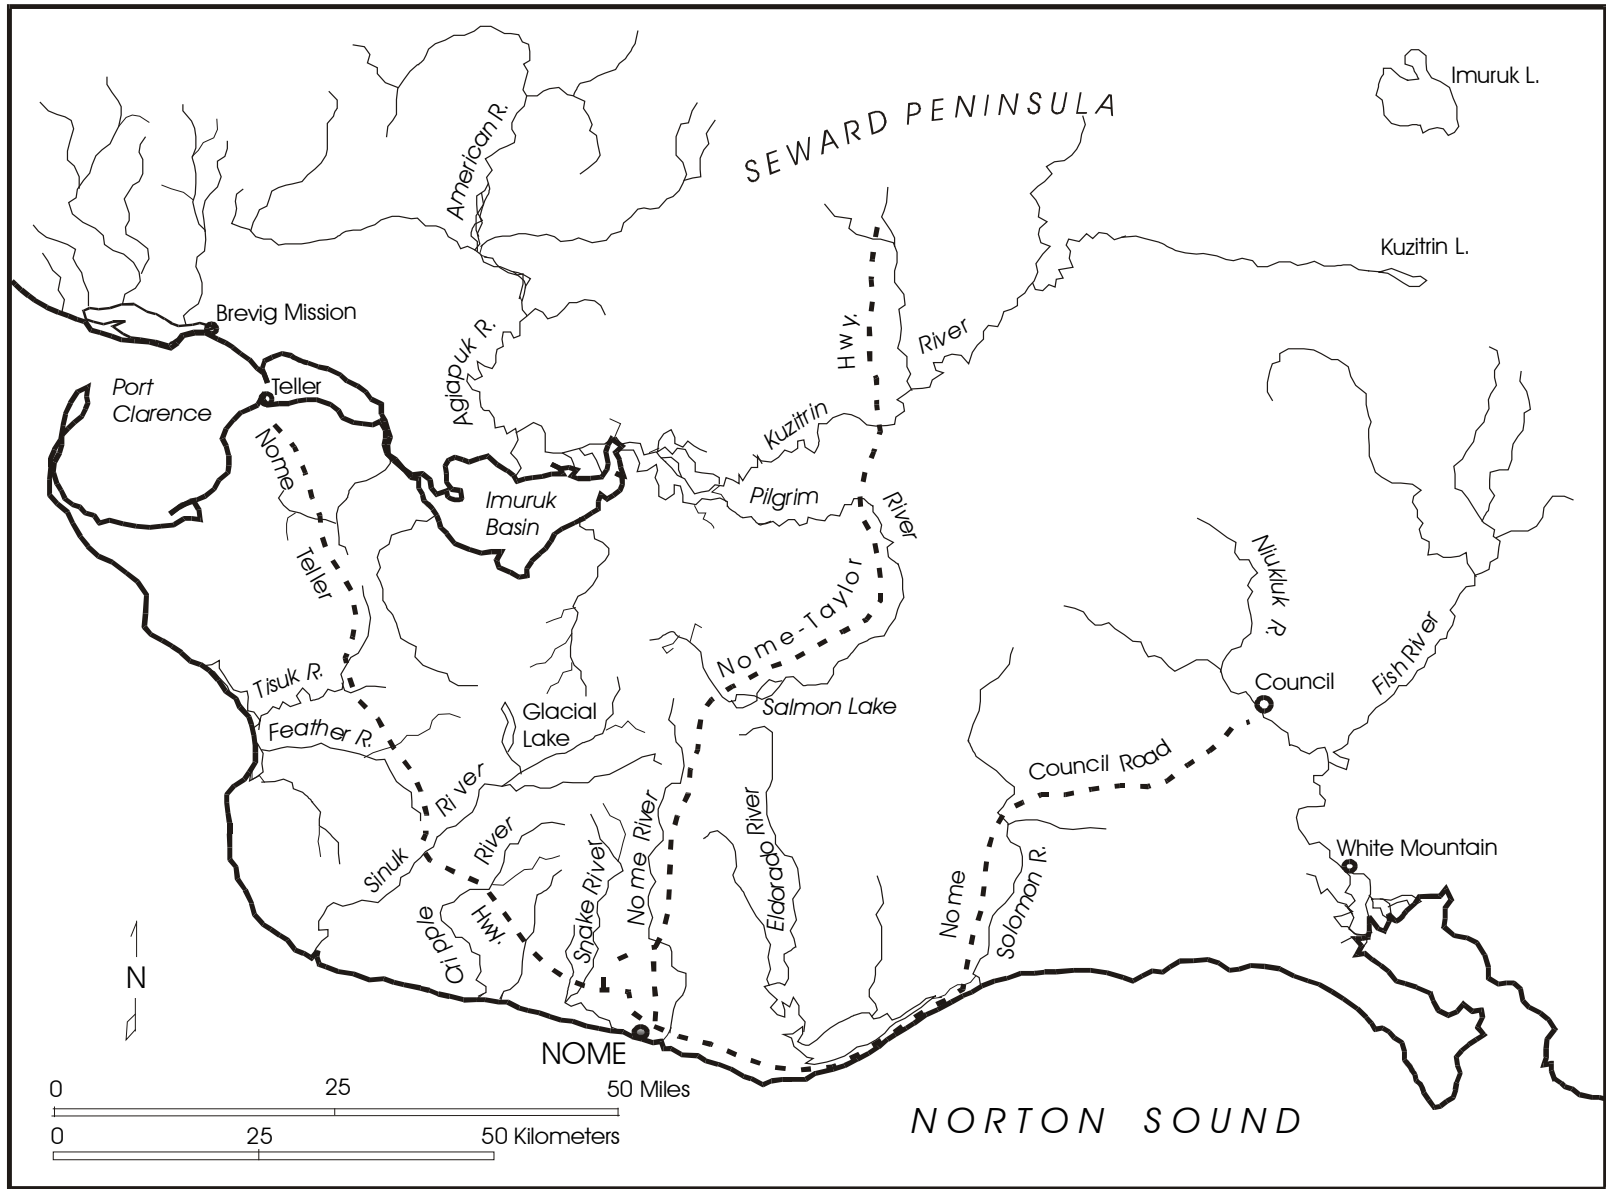 Imuruk L.
SEWARD PENINSULA
American R.
Kuzitrin L.
Brevig Mission
Agiapuk R.
Hwy.
River
Port
Clarence
Teller
Kuzitrin
Nome
Imuruk
Basin
Pilgrim
River
Teller
Niukluk R.
Nome-Taylor
Fish River
Tisuk R.
Council
Salmon Lake
Glacial
Lake
Feather R.
Council Road
River
Sinuk
River
Nome River
Eldorado River
Snake River
White Mountain
Nome
Solomon R.
Cripple
Hwy.
N
NOME
0 25 50 Miles
0 25 50 Kilometers
NORTON SOUND